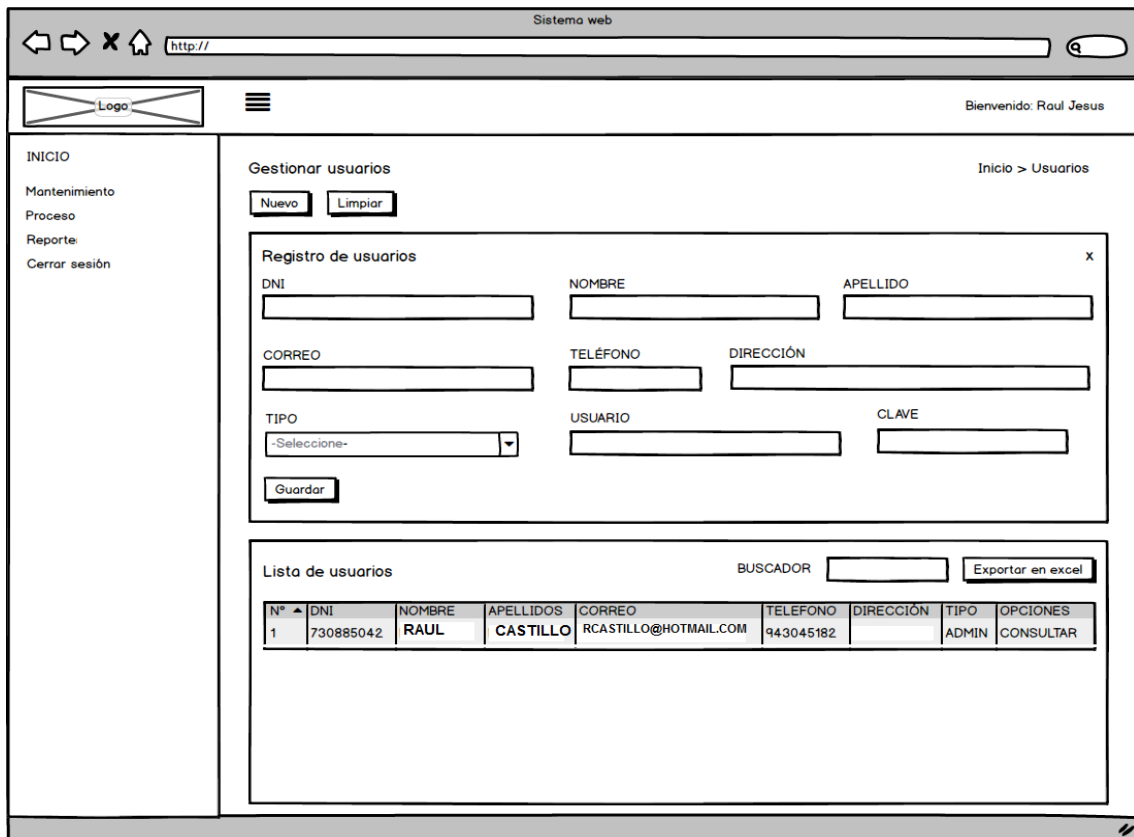 Sistema web
http://
Logo
Bienvenido: Raul Jesus
INICIO
Mantenimiento
Proceso
Reporte
Cerrar sesión
Gestionar usuarios
Inicio > Usuarios
Nuevo Limpiar
Registro de usuarios x
DNI NOMBRE APELLIDO
CORREO TELÉFONO DIRECCIÓN
TIPO USUARIO CLAVE
-Seleccione-
Guardar
Lista de usuarios BUSCADOR Exportar en excel
N° DNI NOMBRE APELLIDOS CORREO TELEFONO DIRECCIÓN TIPO OPCIONES
1 730885042 RAUL CASTILLO RCASTILLO@HOTMAIL.COM 943045182 ADMIN CONSULTAR